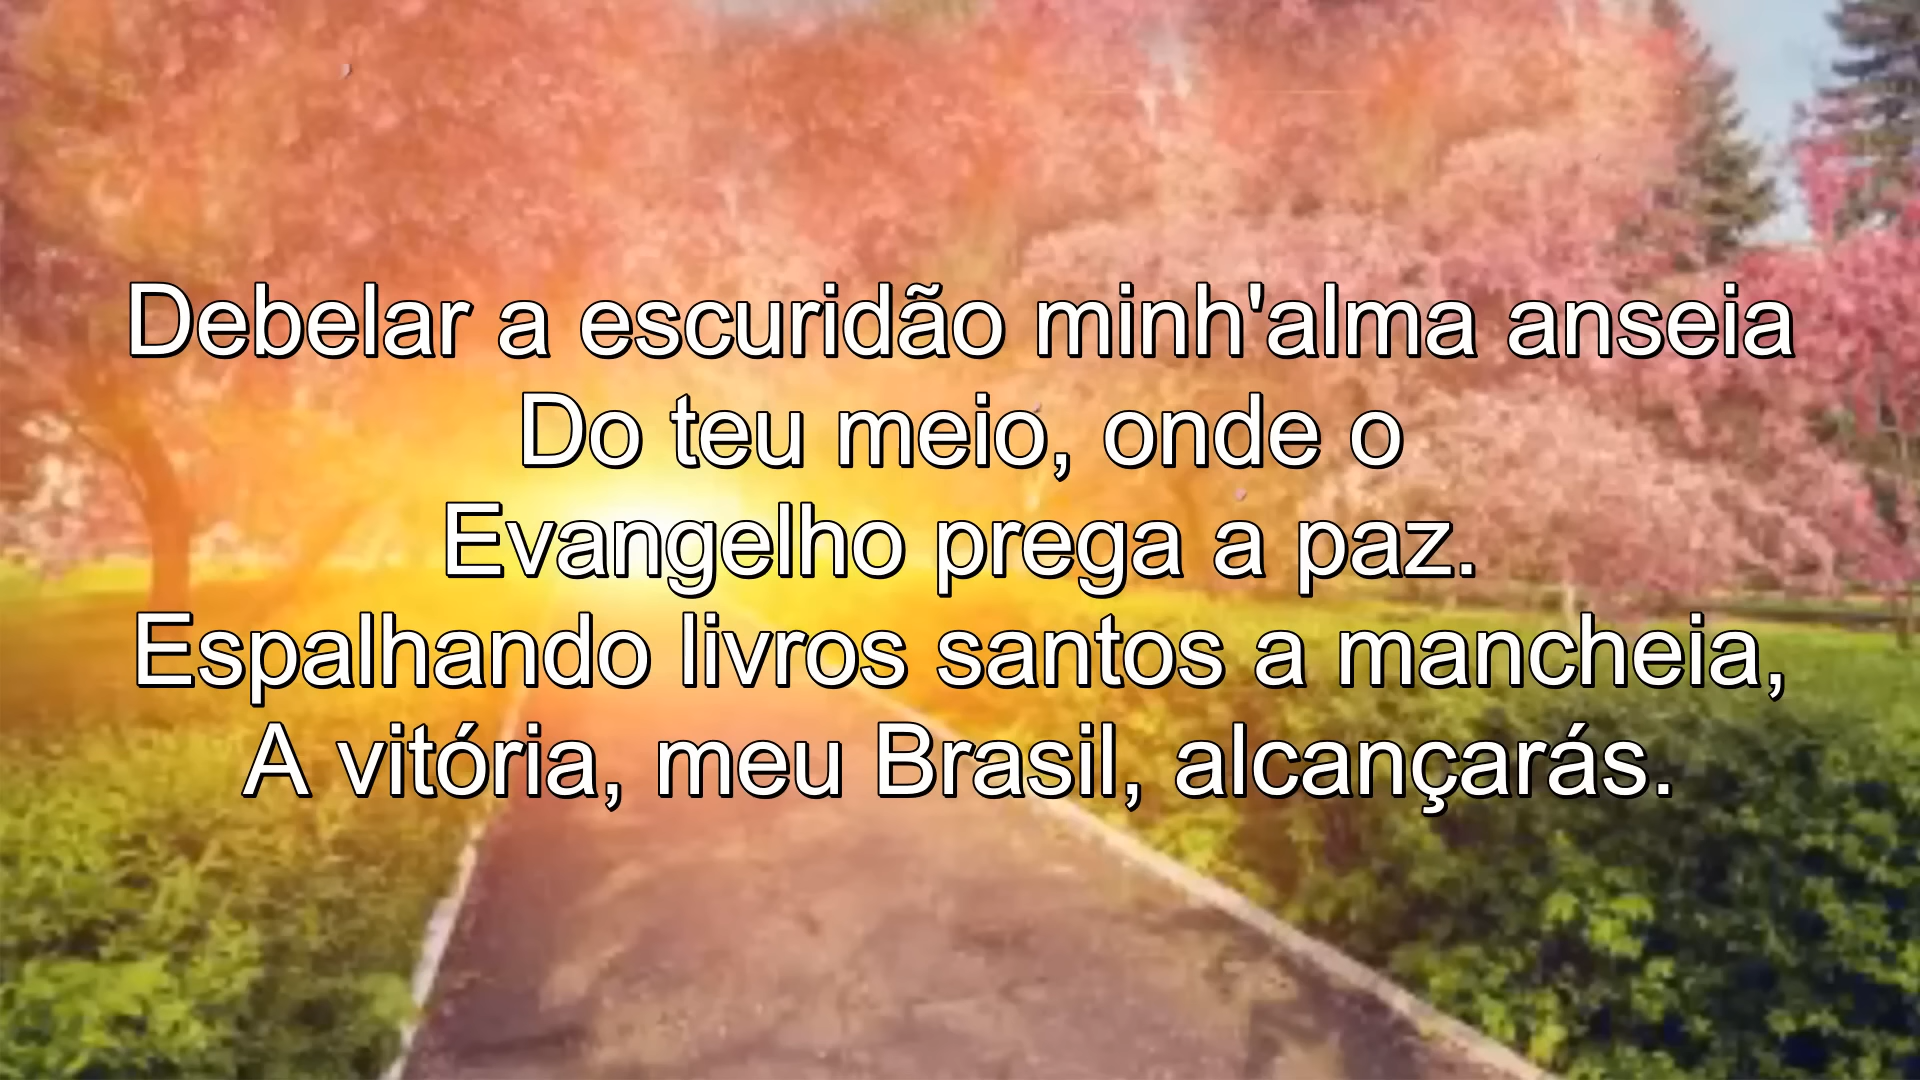 Debelar a escuridão minh'alma anseia
Do teu meio, onde o
Evangelho prega a paz.
Espalhando livros santos a mancheia,
A vitória, meu Brasil, alcançarás.